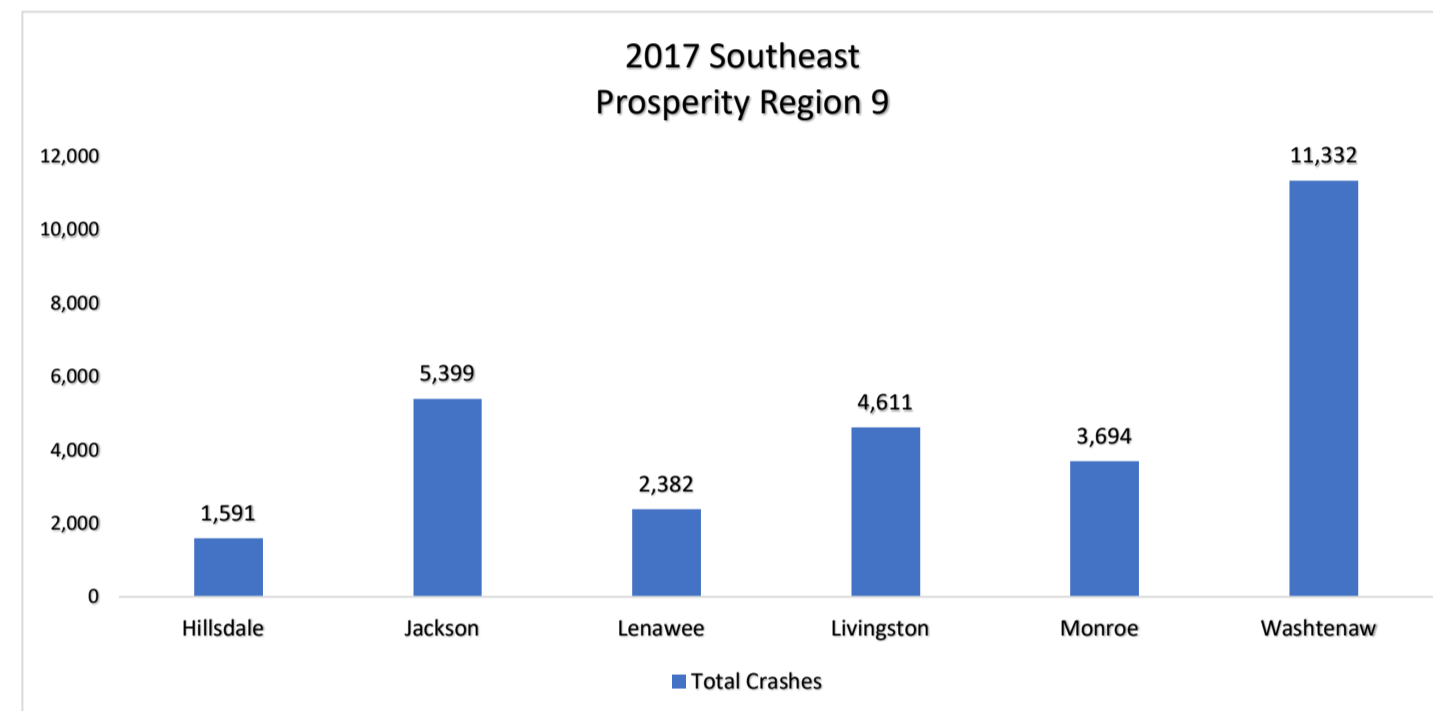 2017 Southeast
Prosperity Region 9
12,000
10,000
8,000
6,000
4,000
2,000
0
1,591
5,399
2,382
4,611
3,694
11,332
Hillsdale
Jackson
Lenawee
Livingston
Monroe
Washtenaw
Total Crashes